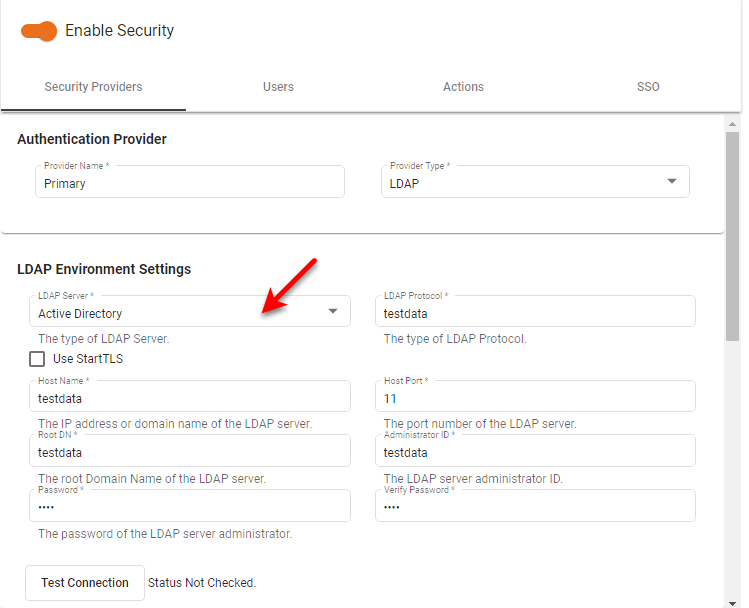 Enable Security
Security Providers Users Actions SSO
Authentication Provider
Provider Name * Provider Type *
Primary LDAP
LDAP Environment Settings
LDAP Server * LDAP Protocol *
Active Directory testdata
The type of LDAP Server. The type of LDAP Protocol.
Use StartTLS
Host Name * Host Port *
testdata 11
The IP address or domain name of the LDAP server. The port number of the LDAP server.
Root DN * Administrator ID *
testdata testdata
The root Domain Name of the LDAP server. The LDAP server administrator ID.
Password * Verify Password *
•••• ••••
The password of the LDAP server administrator.
Test Connection Status Not Checked.